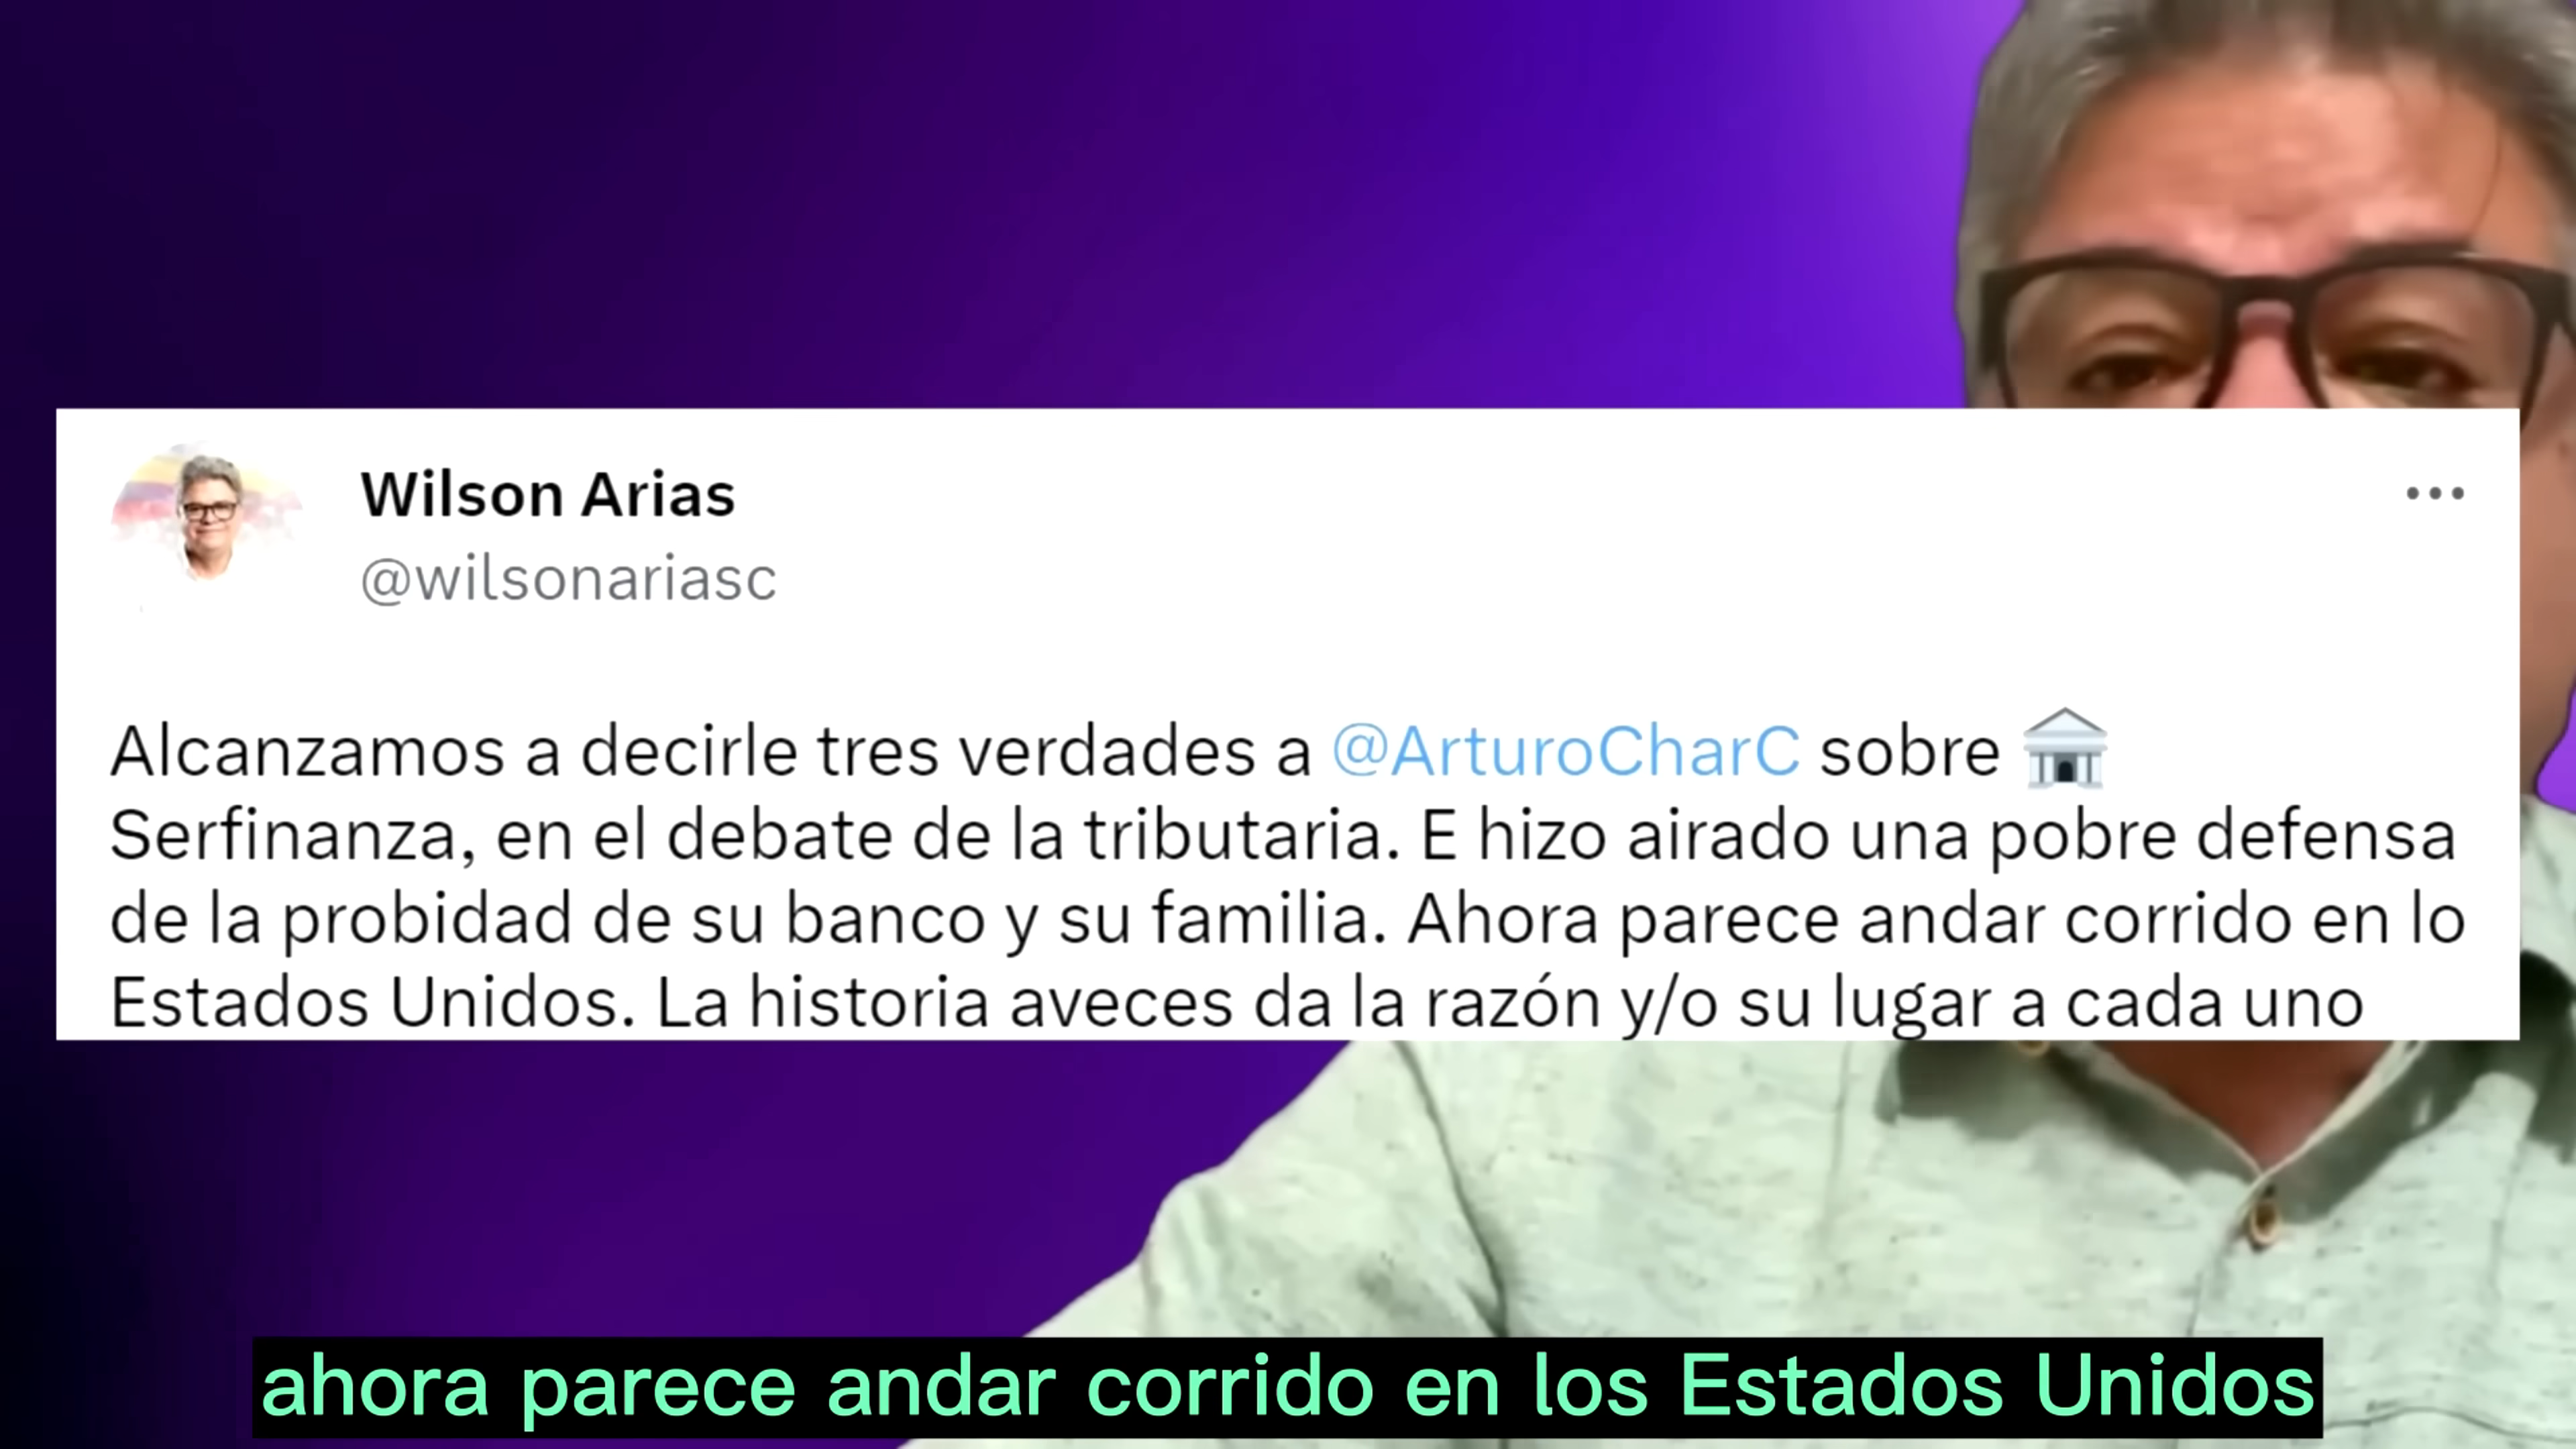 Wilson Arias
@wilsonariasc
Alcanzamos a decirle tres verdades a @ArturoCharC sobre 🏛️
Serfinanza, en el debate de la tributaria. E hizo airado una pobre defensa
de la probidad de su banco y su familia. Ahora parece andar corrido en lo
Estados Unidos. La historia aveces da la razón y/o su lugar a cada uno
ahora parece andar corrido en los Estados Unidos